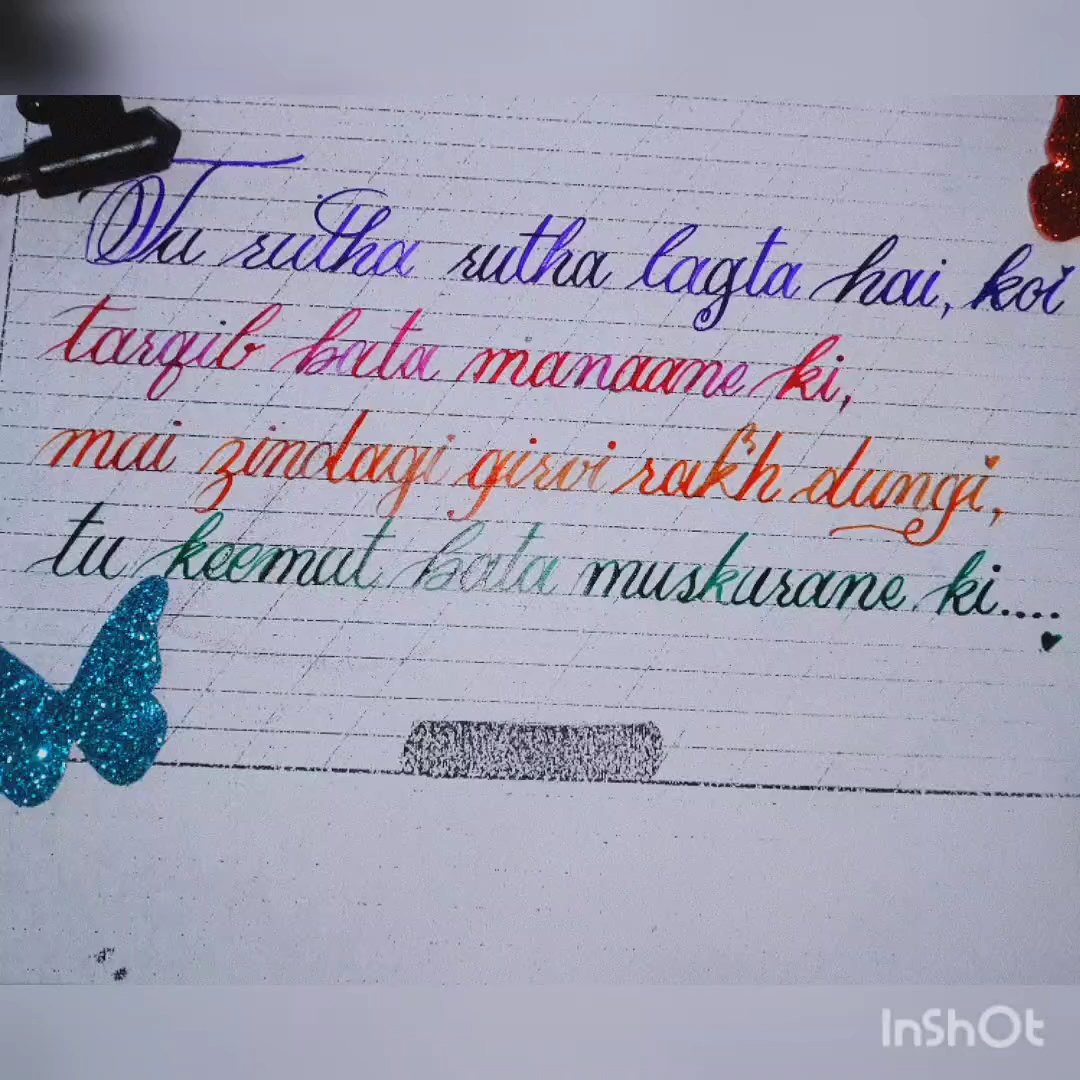 Tu rutha rutha lagta hai, koi
tarqib bata manaane ki,
mai zindagi girvi rakh dungi,
tu keemat bata muskurane ki....
InShOt